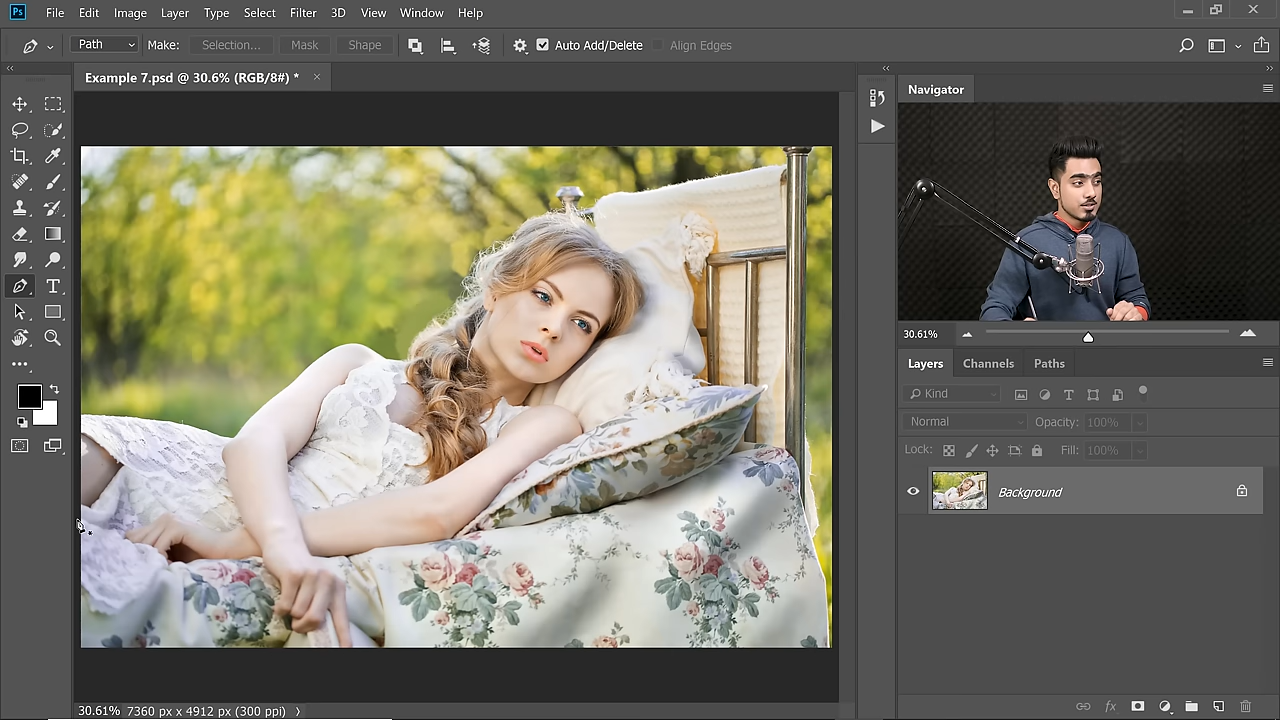 Ps File Edit Image Layer Type Select Filter 3D View Window Help
Path Make: Selection... Mask Shape Auto Add/Delete Align Edges
Example 7.psd @ 30.6% (RGB/8#) * ×
Navigator
T
30.61%
Layers Channels Paths
Kind T
Normal Opacity: 100%
Lock: Fill: 100%
Background
fx
30.61% 7360 px x 4912 px (300 ppi)